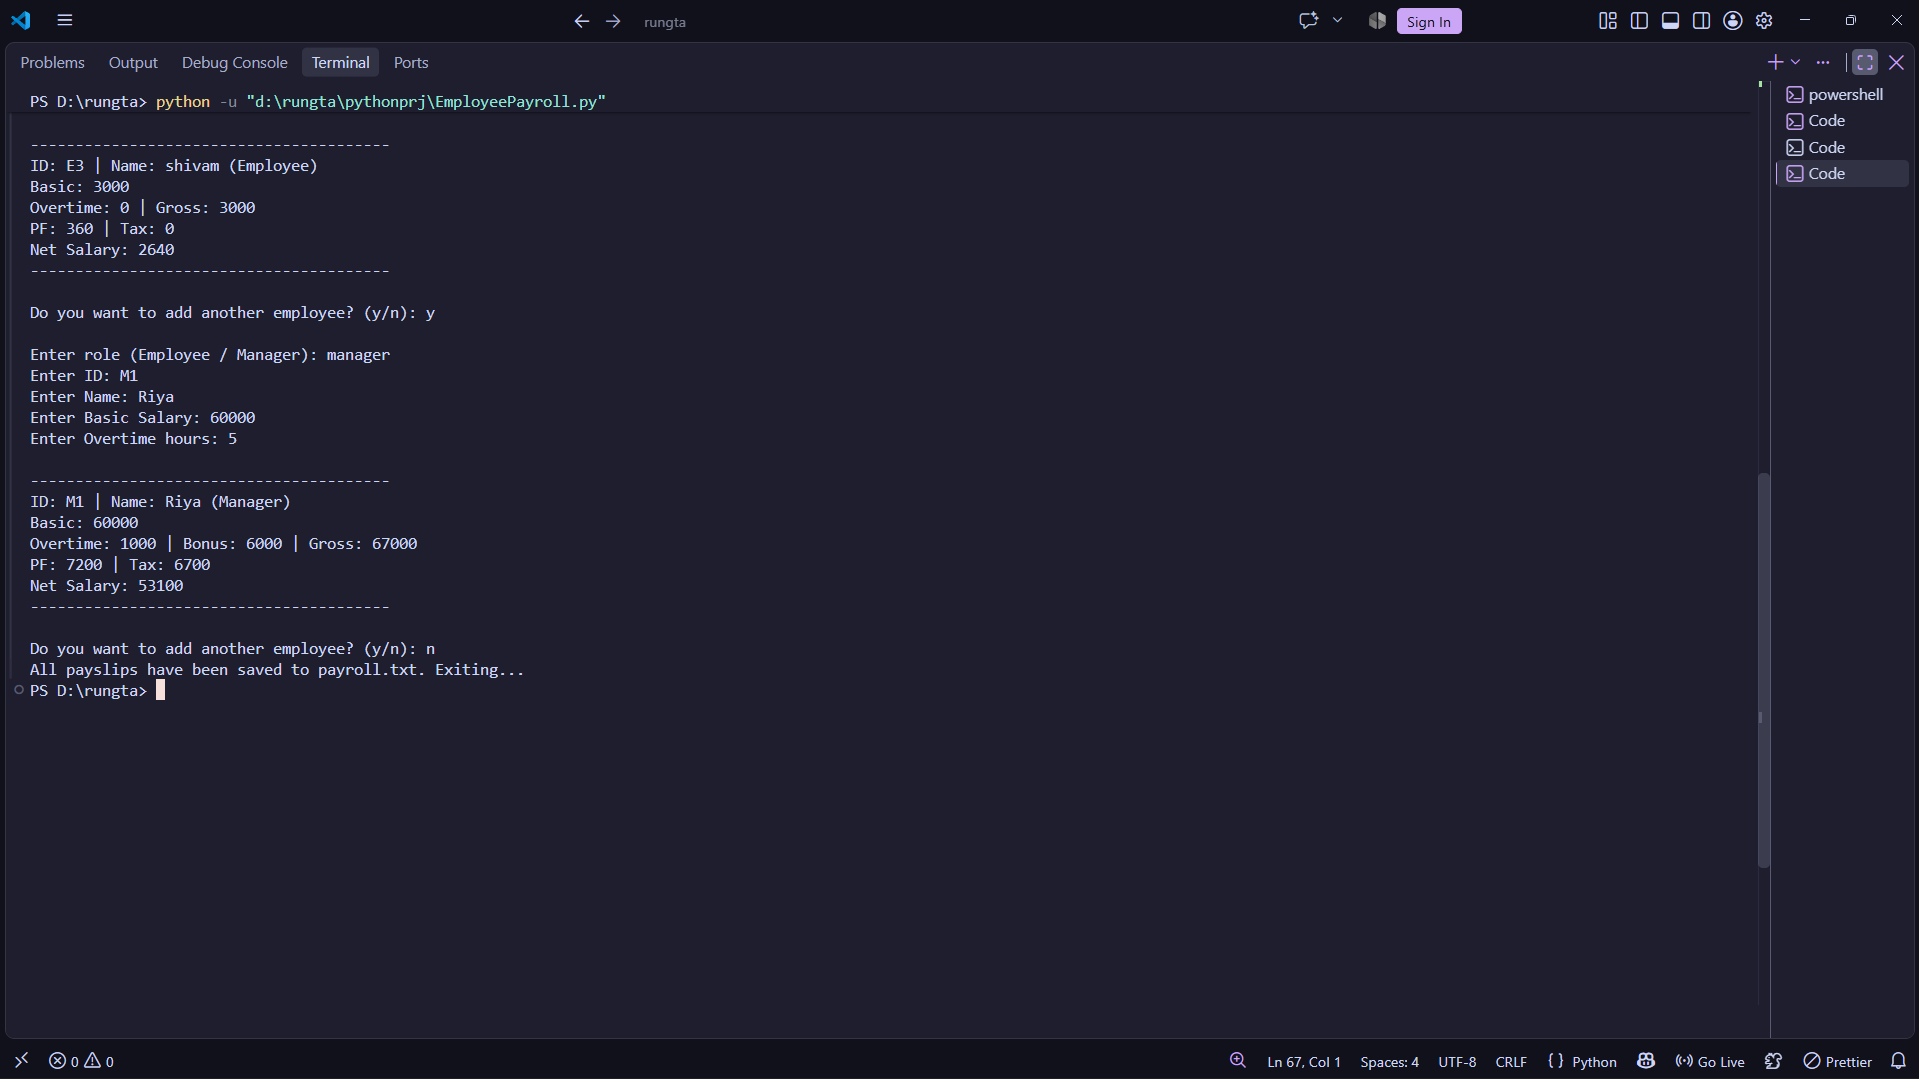 rungta
Sign In
Problems Output Debug Console Terminal Ports
PS D:\rungta> python -u "d:\rungta\pythonprj\EmployeePayroll.py"
----------------------------------------
ID: E3 | Name: shivam (Employee)
Basic: 3000
Overtime: 0 | Gross: 3000
PF: 360 | Tax: 0
Net Salary: 2640
----------------------------------------
Do you want to add another employee? (y/n): y
Enter role (Employee / Manager): manager
Enter ID: M1
Enter Name: Riya
Enter Basic Salary: 60000
Enter Overtime hours: 5
----------------------------------------
ID: M1 | Name: Riya (Manager)
Basic: 60000
Overtime: 1000 | Bonus: 6000 | Gross: 67000
PF: 7200 | Tax: 6700
Net Salary: 53100
----------------------------------------
Do you want to add another employee? (y/n): n
All payslips have been saved to payroll.txt. Exiting...
PS D:\rungta>
powershell
Code
Code
Code
0 0
Ln 67, Col 1 Spaces: 4 UTF-8 CRLF {} Python Go Live Prettier